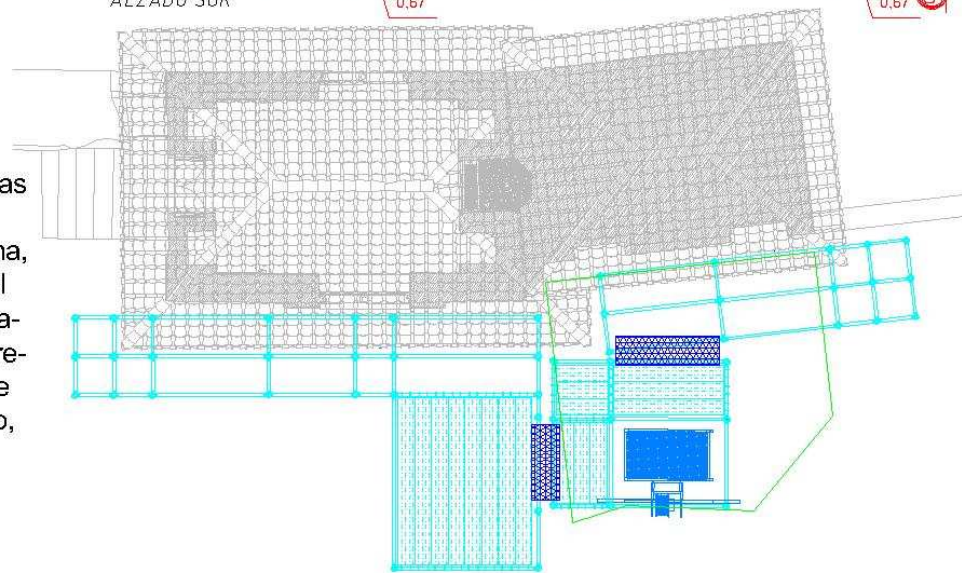 ALZADO SUR
0,67
0,67
as
na,
l
a-
re-
e
o,